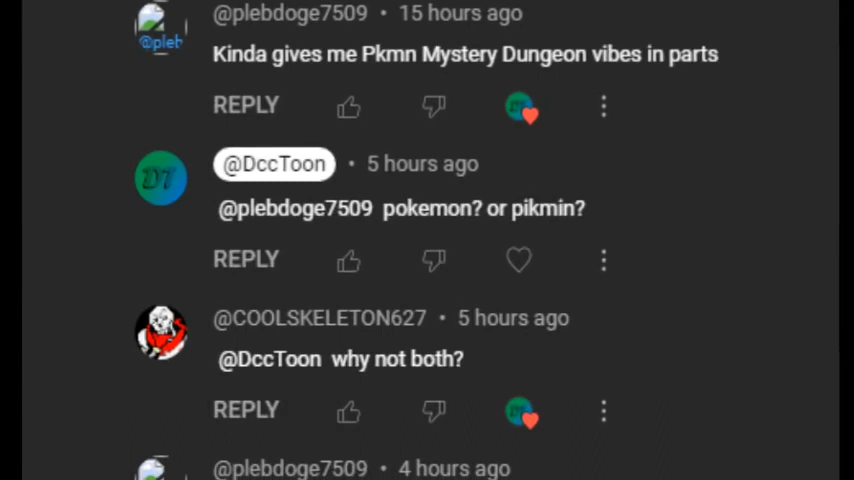 @plebdoge7509 • 15 hours ago
@pleb
Kinda gives me Pkmn Mystery Dungeon vibes in parts
REPLY
DT
@DccToon • 5 hours ago
@plebdoge7509 pokemon? or pikmin?
REPLY
@COOLSKELETON627 • 5 hours ago
@DccToon why not both?
REPLY
@plebdoge7509 • 4 hours ago